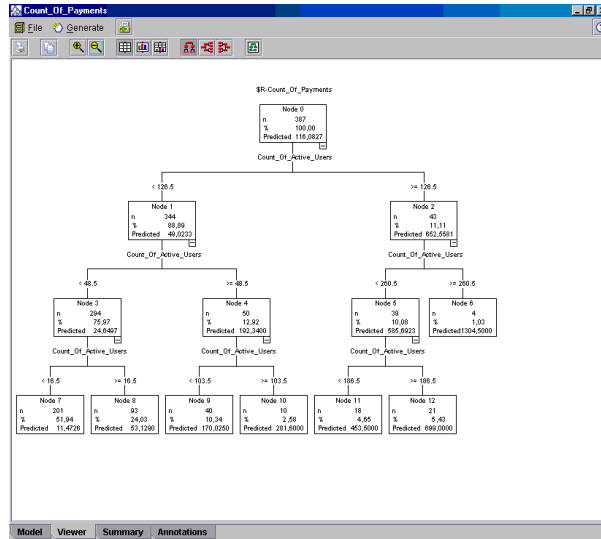 Count_Of_Payments
File Generate
$R-Count_Of_Payments
Node 0
n 387
% 100,00
Predicted 116,0827
Count_Of_Active_Users
< 126.5 >= 126.5
Node 1 Node 2
n 344 n 43
% 88,89 % 11,11
Predicted 49,0233 Predicted 652,5581
Count_Of_Active_Users Count_Of_Active_Users
< 48.5 >= 48.5 < 260.5 >= 260.5
Node 3 Node 4 Node 5 Node 6
n 294 n 50 n 39 n 4
% 75,97 % 12,92 % 10,08 % 1,03
Predicted 24,6497 Predicted 192,3400 Predicted 585,6923 Predicted1304,5000
Count_Of_Active_Users Count_Of_Active_Users Count_Of_Active_Users
< 16.5 >= 16.5 < 103.5 >= 103.5 < 186.5 >= 186.5
Node 7 Node 8 Node 9 Node 10 Node 11 Node 12
n 201 n 93 n 40 n 10 n 18 n 21
% 51,94 % 24,03 % 10,34 % 2,58 % 4,65 % 5,43
Predicted 11,4726 Predicted 53,1290 Predicted 170,0250 Predicted 281,6000 Predicted 453,5000 Predicted 699,0000
Model Viewer Summary Annotations